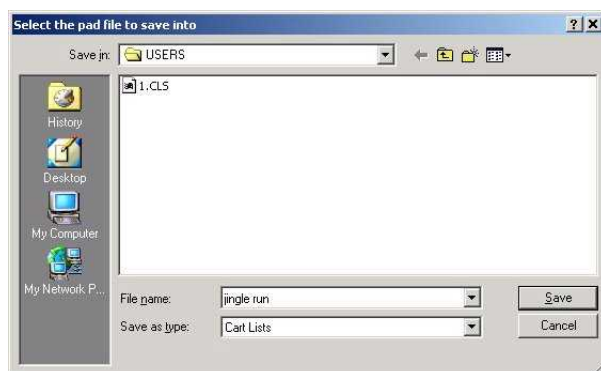 Select the pad file to save into
Save in: USERS
1.CLS
History
Desktop
My Computer
My Network P...
File name: jingle run
Save
Save as type: Cart Lists
Cancel